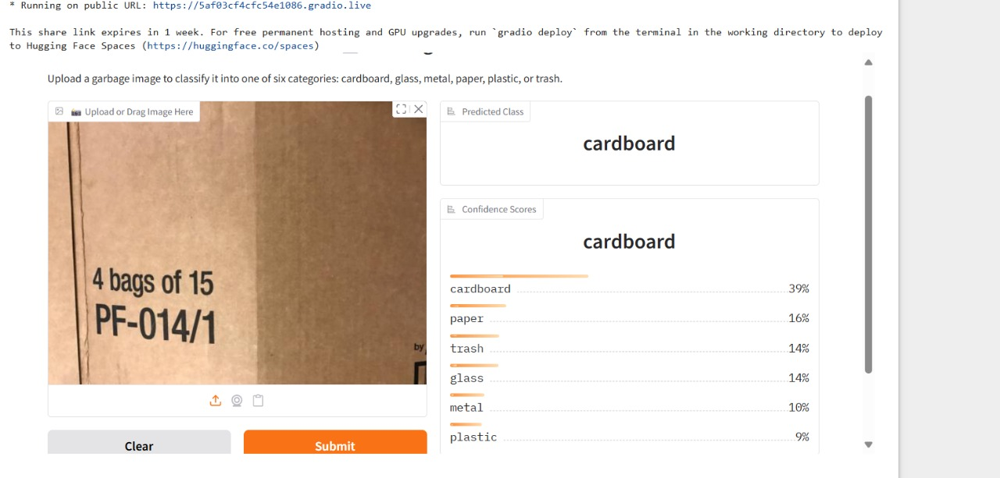 * Running on public URL: https://5af03cf4cfc54e1086.gradio.live
This share link expires in 1 week. For free permanent hosting and GPU upgrades, run `gradio deploy` from the terminal in the working directory to deploy
to Hugging Face Spaces (https://huggingface.co/spaces)
Upload a garbage image to classify it into one of six categories: cardboard, glass, metal, paper, plastic, or trash.
Upload or Drag Image Here
4 bags of 15
PF-014/1
by
Clear
Submit
Predicted Class
cardboard
Confidence Scores
cardboard
cardboard 39%
paper 16%
trash 14%
glass 14%
metal 10%
plastic 9%